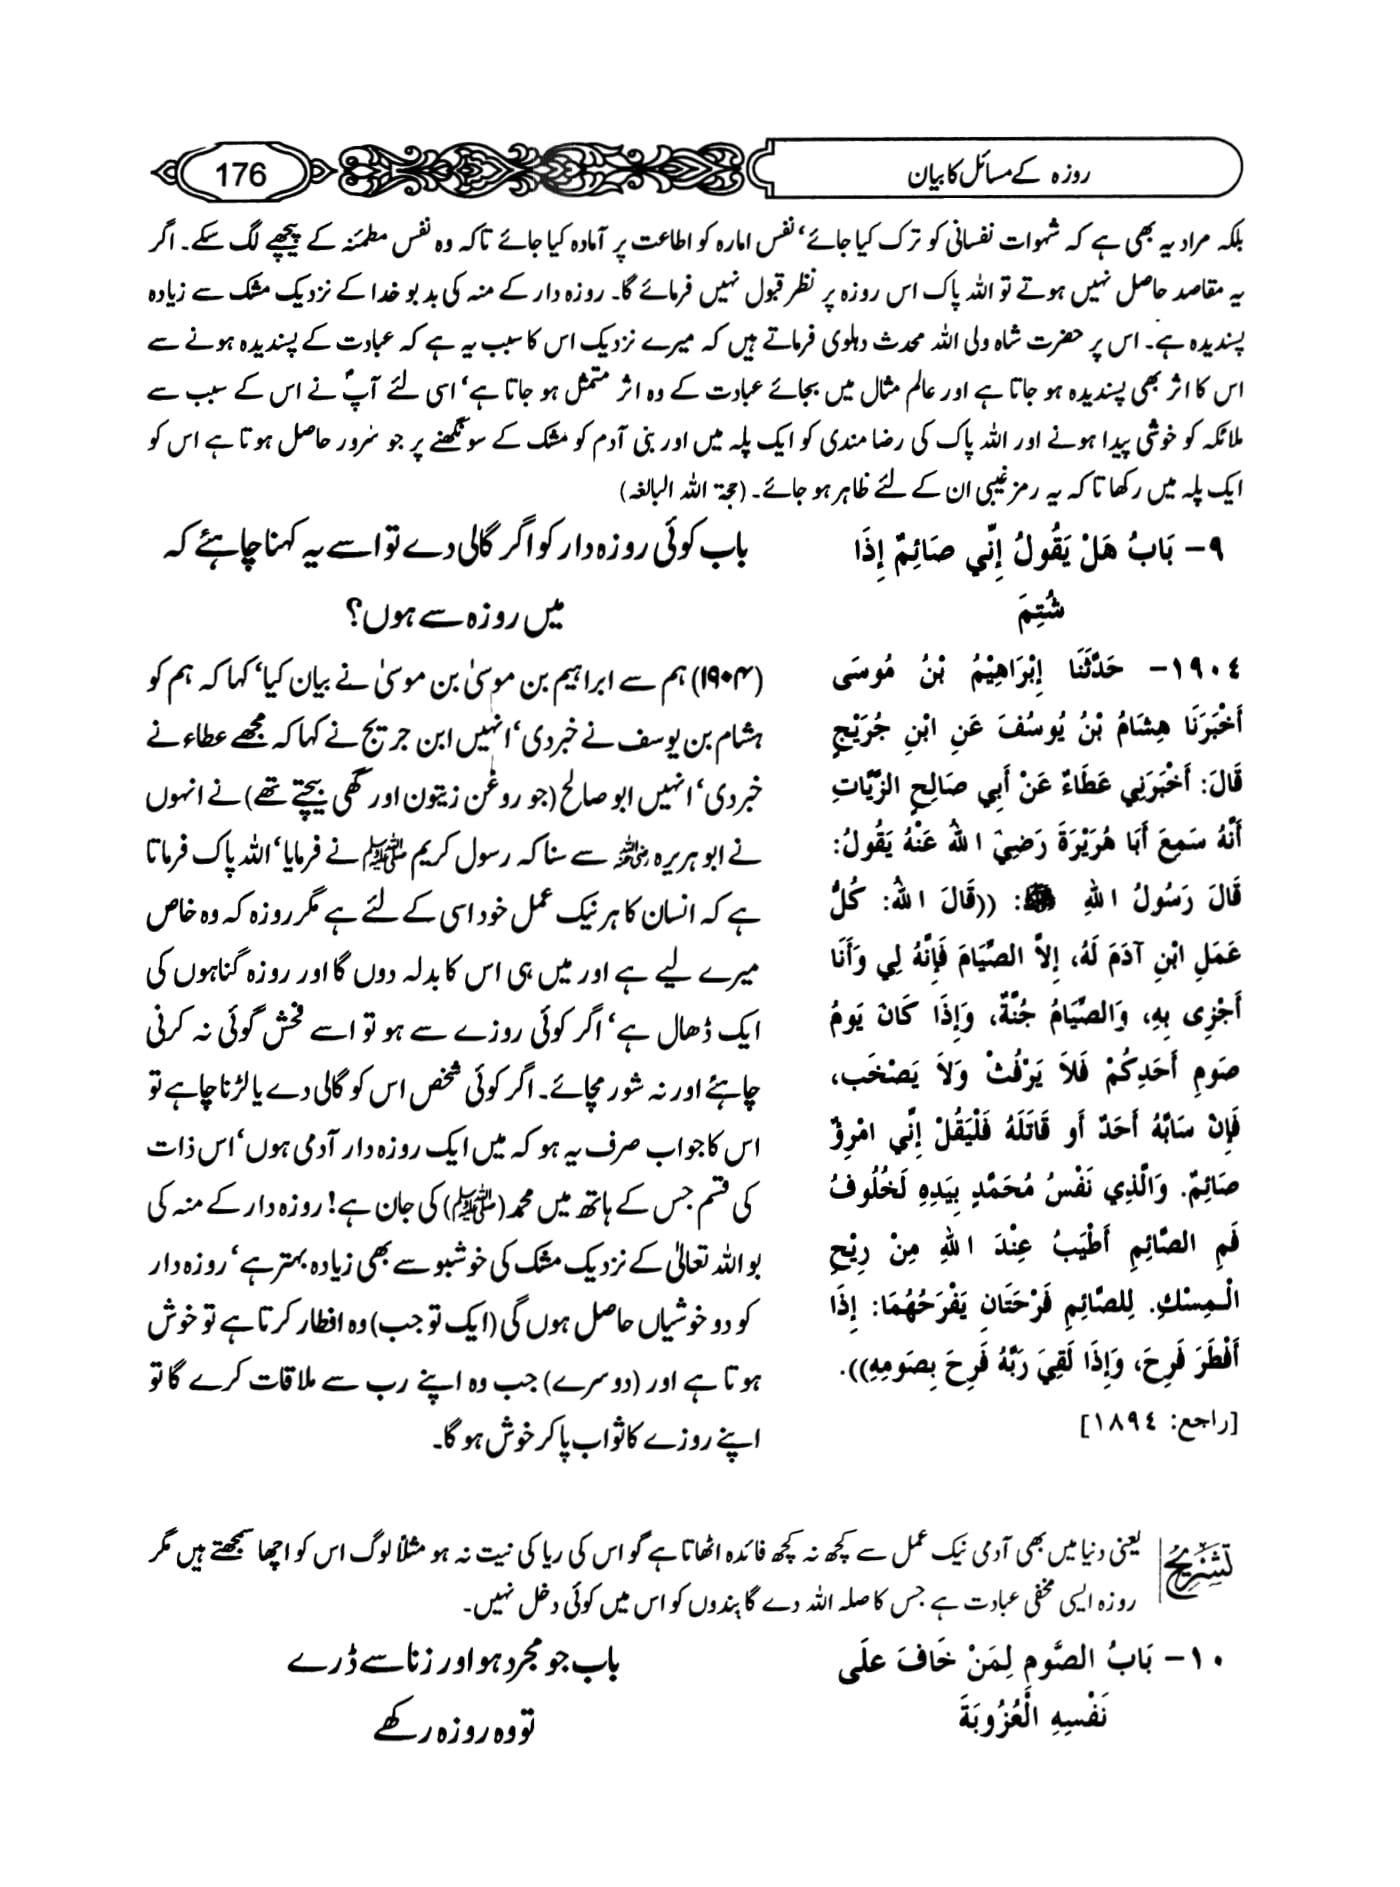 روزہ کے مسائل کا بیان
176
بلکہ مراد یہ بھی ہے کہ شہوات نفسانی کو ترک کیا جائے‘ نفس امارہ کو اطاعت پر آمادہ کیا جائے تاکہ وہ نفس مطمئنہ کے پیچھے لگ سکے۔ اگر
یہ مقاصد حاصل نہیں ہوتے تو اللہ پاک اس روزہ پر نظر قبول نہیں فرمائے گا۔ روزہ دار کے منہ کی بدبو خدا کے نزدیک مشک سے زیادہ
پسندیدہ ہے۔ اس پر حضرت شاہ ولی اللہ محدث دہلوی فرماتے ہیں کہ میرے نزدیک اس کا سبب یہ ہے کہ عبادت کے پسندیدہ ہونے سے
اس کا اثر بھی پسندیدہ ہو جاتا ہے اور عالم مثال میں بجائے عبادت کے وہ اثر متمثل ہو جاتا ہے‘ اسی لئے آپؐ نے اس کے سبب سے
ملائکہ کو خوشی پیدا ہونے اور اللہ پاک کی رضا مندی کو ایک پلہ میں اور بنی آدم کو مشک کے سونگھنے پر جو سُرور حاصل ہوتا ہے اس کو
ایک پلہ میں رکھا تاکہ یہ رمز غیبی ان کے لئے ظاہر ہو جائے۔ (حجۃ اللہ البالغہ)
٩- بَابُ هَلْ يَقُولُ إِنِّي صَائِمٌ إِذَا
شُتِمَ
١٩٠٤- حَدَّثَنَا إِبْرَاهِيْمُ بْنُ مُوسَى
أَخْبَرَنَا هِشَامُ بْنُ يُوسُفَ عَنِ ابْنِ جُرَيْجٍ
قَالَ: أَخْبَرَنِي عَطَاءٌ عَنْ أَبِي صَالِحٍ الزَّيَّاتِ
أَنَّهُ سَمِعَ أَبَا هُرَيْرَةَ رَضِيَ اللهُ عَنْهُ يَقُولُ:
قَالَ رَسُولُ اللهِ ﷺ: ((قَالَ اللهُ: كُلُّ
عَمَلِ ابْنِ آدَمَ لَهُ، إِلاَّ الصِّيَامَ فَإِنَّهُ لِي وَأَنَا
أَجْزِى بِهِ، وَالصِّيَامُ جُنَّةٌ، وَإِذَا كَانَ يَومُ
صَومِ أَحَدِكُمْ فَلاَ يَرْفُثْ وَلاَ يَصْخَب،
فَإِنْ سَابَّهُ أَحَدٌ أَو قَاتَلَهُ فَلْيَقُلْ إِنِّي امْرِؤٌ
صَائِمٌ. وَالَّذِي نَفْسُ مُحَمَّدٍ بِيَدِهِ لَخُلُوفُ
فَمِ الصَّائِمِ أَطْيَبُ عِنْدَ اللهِ مِنْ رِيْحِ
الْمِسْكِ. لِلصَّائِمِ فَرْحَتَانِ يَفْرَحُهُمَا: إِذَا
أَفْطَرَ فَرِحَ، وَإِذَا لَقِيَ رَبَّهُ فَرِحَ بِصَومِهِ)).
[راجع: ١٨٩٤]
باب کوئی روزہ دار کو اگر گالی دے تو اسے یہ کہنا چاہئے کہ
میں روزہ سے ہوں؟
(۱۹۰۴) ہم سے ابراہیم بن موسیٰ بن موسیٰ نے بیان کیا‘ کہا کہ ہم کو
ہشام بن یوسف نے خبر دی‘ انہیں ابن جریج نے کہا کہ مجھے عطاء نے
خبر دی‘ انہیں ابو صالح (جو روغن زیتون اور گھی بیچتے تھے) نے انہوں
نے ابو ہریرہ رضی اللہ عنہ سے سنا کہ رسول کریم ﷺ نے فرمایا‘ اللہ پاک فرماتا
ہے کہ انسان کا ہر نیک عمل خود اسی کے لئے ہے مگر روزہ کہ وہ خاص
میرے لیے ہے اور میں ہی اس کا بدلہ دوں گا اور روزہ گناہوں کی
ایک ڈھال ہے‘ اگر کوئی روزے سے ہو تو اسے فحش گوئی نہ کرنی
چاہئے اور نہ شور مچائے۔ اگر کوئی شخص اس کو گالی دے یا لڑنا چاہے تو
اس کا جواب صرف یہ ہو کہ میں ایک روزہ دار آدمی ہوں‘ اس ذات
کی قسم جس کے ہاتھ میں محمد (ﷺ) کی جان ہے! روزہ دار کے منہ کی
بو اللہ تعالیٰ کے نزدیک مشک کی خوشبو سے بھی زیادہ بہتر ہے‘ روزہ دار
کو دو خوشیاں حاصل ہوں گی (ایک تو جب) وہ افطار کرتا ہے تو خوش
ہوتا ہے اور (دوسرے) جب وہ اپنے رب سے ملاقات کرے گا تو
اپنے روزے کا ثواب پا کر خوش ہو گا۔
تشریح
یعنی دنیا میں بھی آدمی نیک عمل سے کچھ نہ کچھ فائدہ اٹھاتا ہے گو اس کی ریا کی نیت نہ ہو مثلاً لوگ اس کو اچھا سمجھتے ہیں مگر
روزہ ایسی مخفی عبادت ہے جس کا صلہ اللہ دے گا بندوں کو اس میں کوئی دخل نہیں۔
١٠- بَابُ الصَّومِ لِمَنْ خَافَ عَلَى
نَفْسِهِ الْعُزُوبَةَ
باب جو مجرد ہو اور زنا سے ڈرے
تو وہ روزہ رکھے